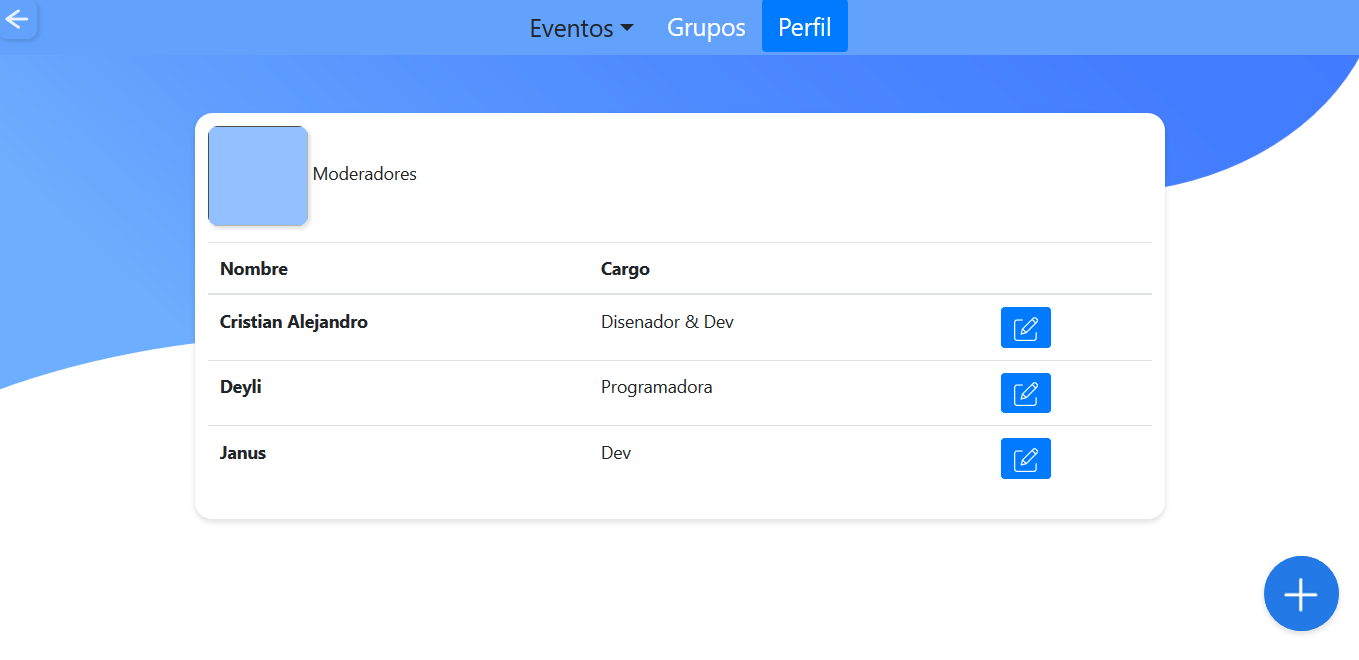 Eventos Grupos Perfil
Moderadores
Nombre Cargo
Cristian Alejandro Disenador & Dev
Deyli Programadora
Janus Dev